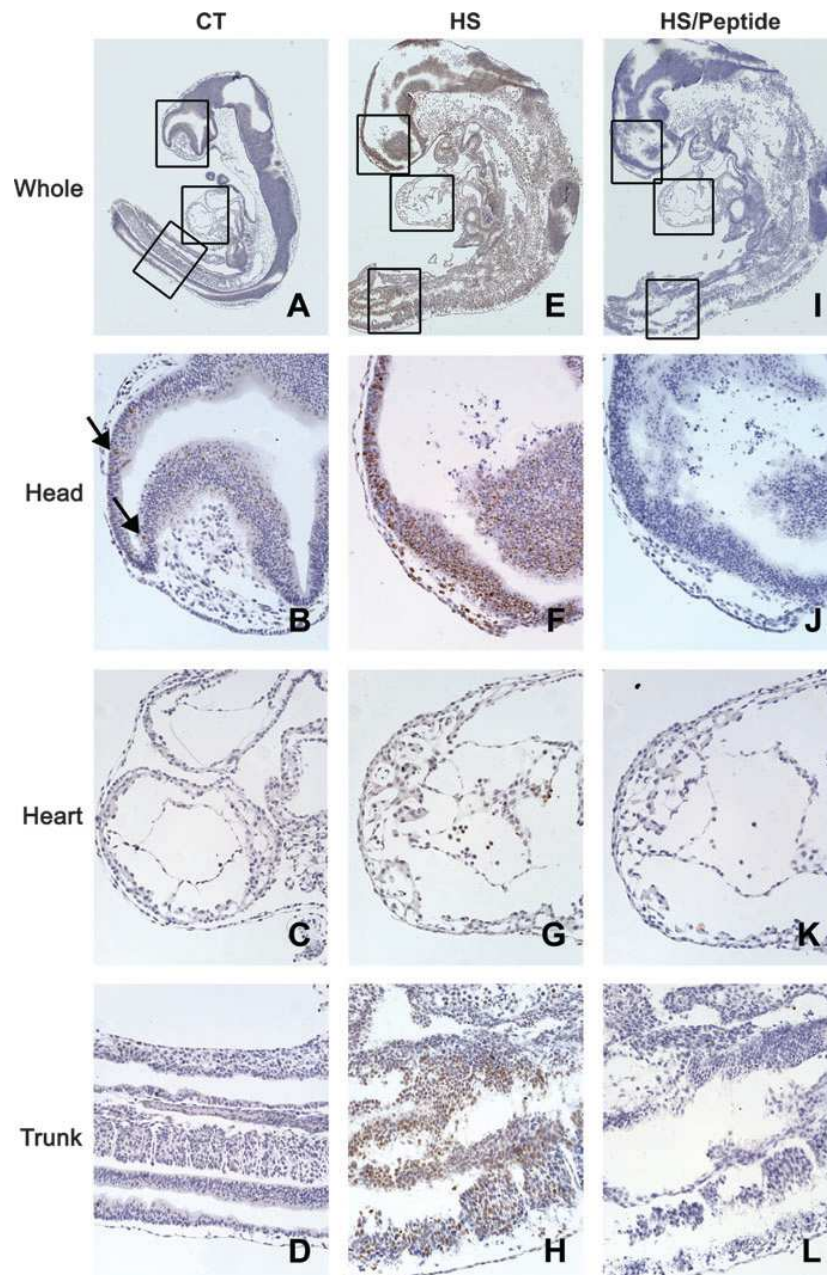 CT HS HS/Peptide
Whole A E I
Head B F J
Heart C G K
Trunk D H L